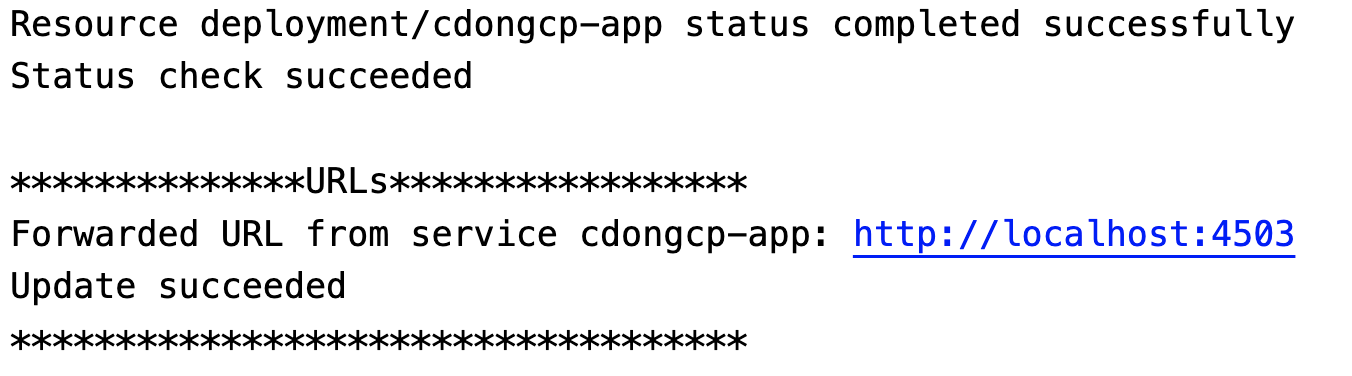 Resource deployment/cdongcp-app status completed successfully
Status check succeeded
**************URLs*****************
Forwarded URL from service cdongcp-app: http://localhost:4503
Update succeeded
***********************************